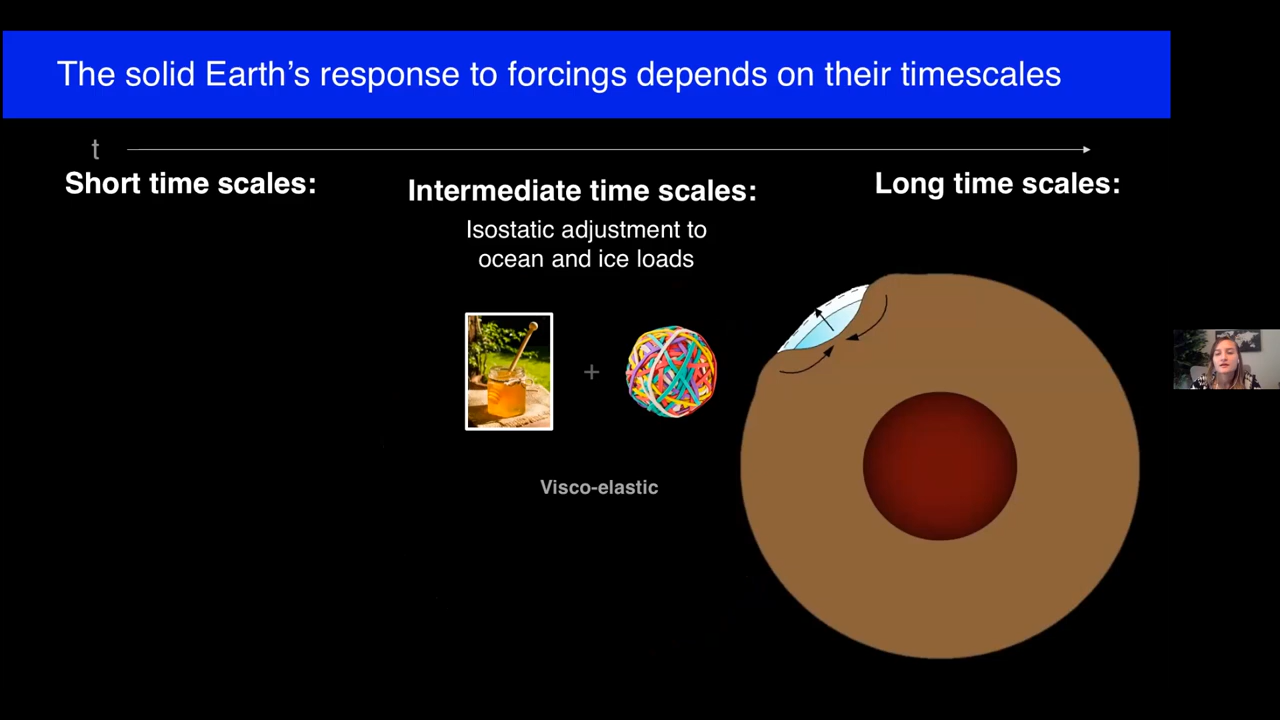 The solid Earth's response to forcings depends on their timescales
t
Short time scales:
Intermediate time scales:
Long time scales:
Isostatic adjustment to
ocean and ice loads
+
Visco-elastic